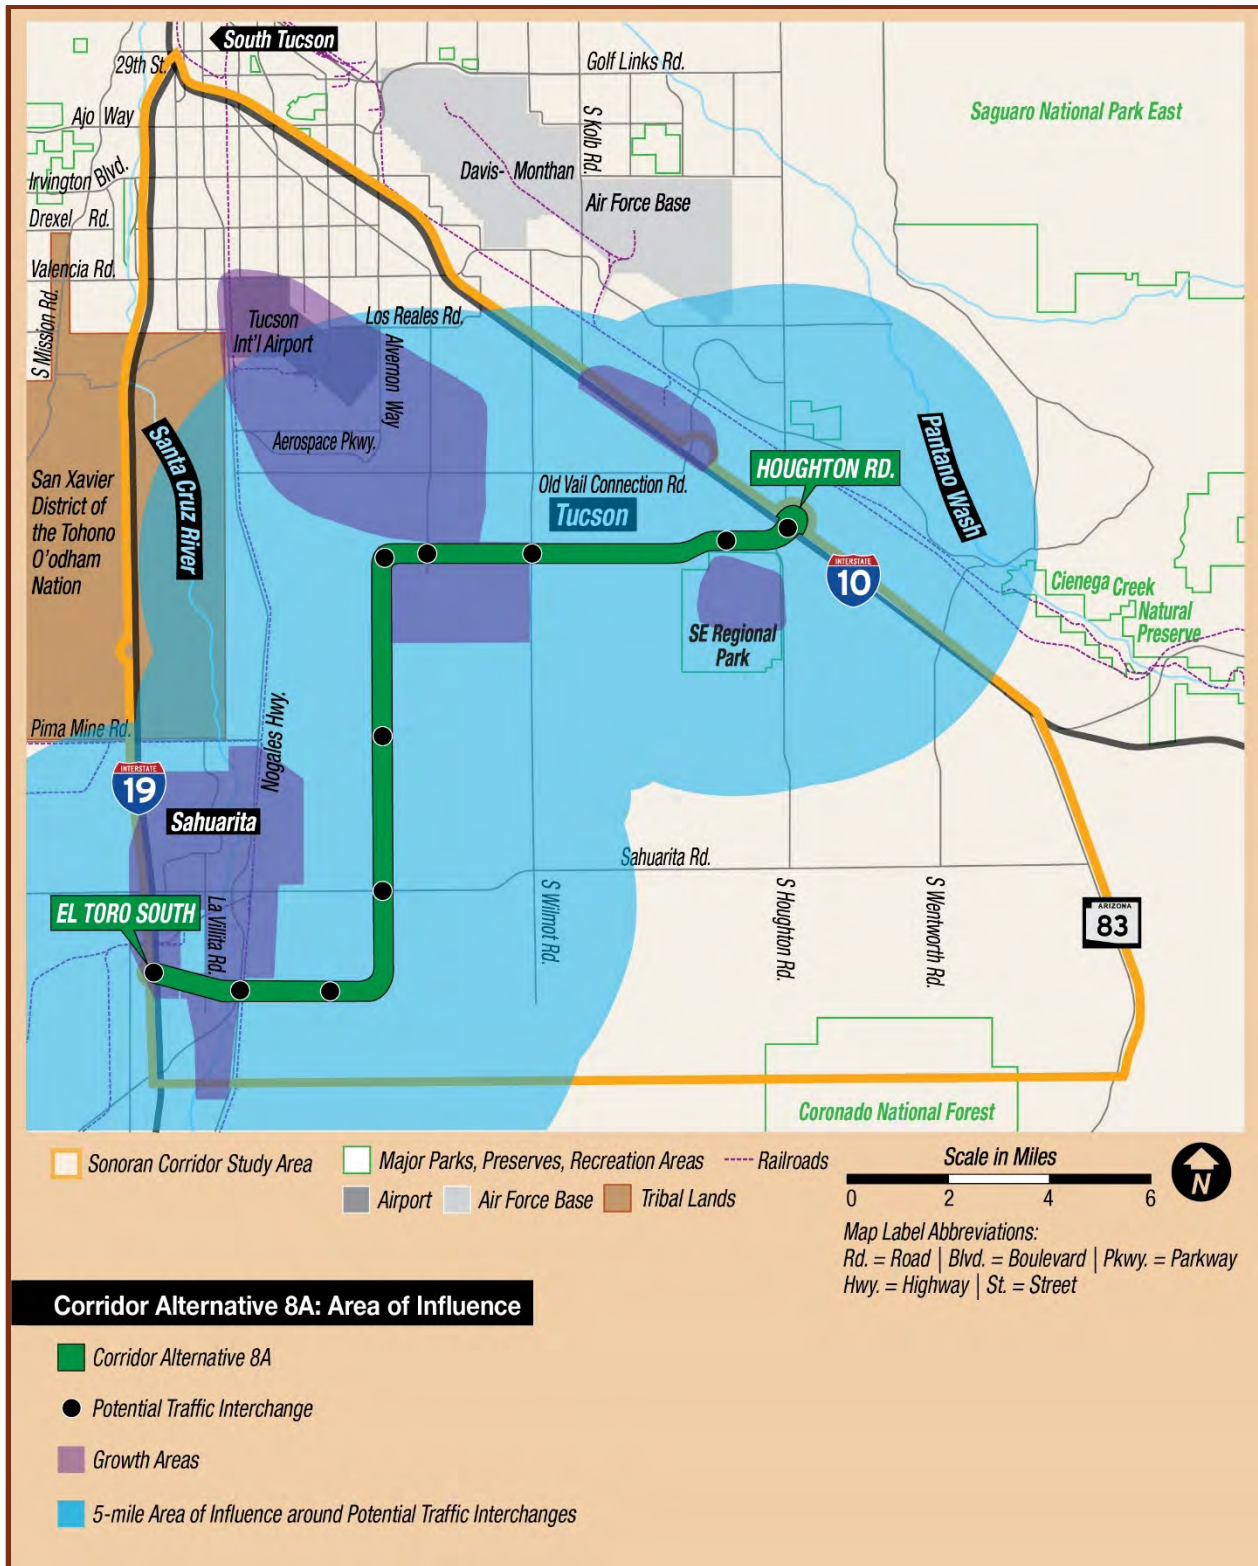 South Tucson
29th St.
Golf Links Rd.
Ajo Way
S Kolb Rd.
Saguaro National Park East
Irvington Blvd.
Davis- Monthan
Air Force Base
Drexel Rd.
Valencia Rd.
S Mission Rd.
Tucson
Int'l Airport
Los Reales Rd.
Alvernon Way
Aerospace Pkwy.
Santa Cruz River
Pantano Wash
HOUGHTON RD.
San Xavier
District of
the Tohono
O'odham
Nation
Old Vail Connection Rd.
Tucson
INTERSTATE
10
Cienega Creek
Natural
Preserve
SE Regional
Park
Pima Mine Rd.
Nogales Hwy.
INTERSTATE
19
Sahuarita
Sahuarita Rd.
EL TORO SOUTH
La Villita Rd.
S Wilmot Rd.
S Houghton Rd.
S Wentworth Rd.
ARIZONA
83
Coronado National Forest
Sonoran Corridor Study Area
Major Parks, Preserves, Recreation Areas
Railroads
Airport
Air Force Base
Tribal Lands
Scale in Miles
0 2 4 6
N
Map Label Abbreviations:
Rd. = Road | Blvd. = Boulevard | Pkwy. = Parkway
Hwy. = Highway | St. = Street
Corridor Alternative 8A: Area of Influence
Corridor Alternative 8A
Potential Traffic Interchange
Growth Areas
5-mile Area of Influence around Potential Traffic Interchanges